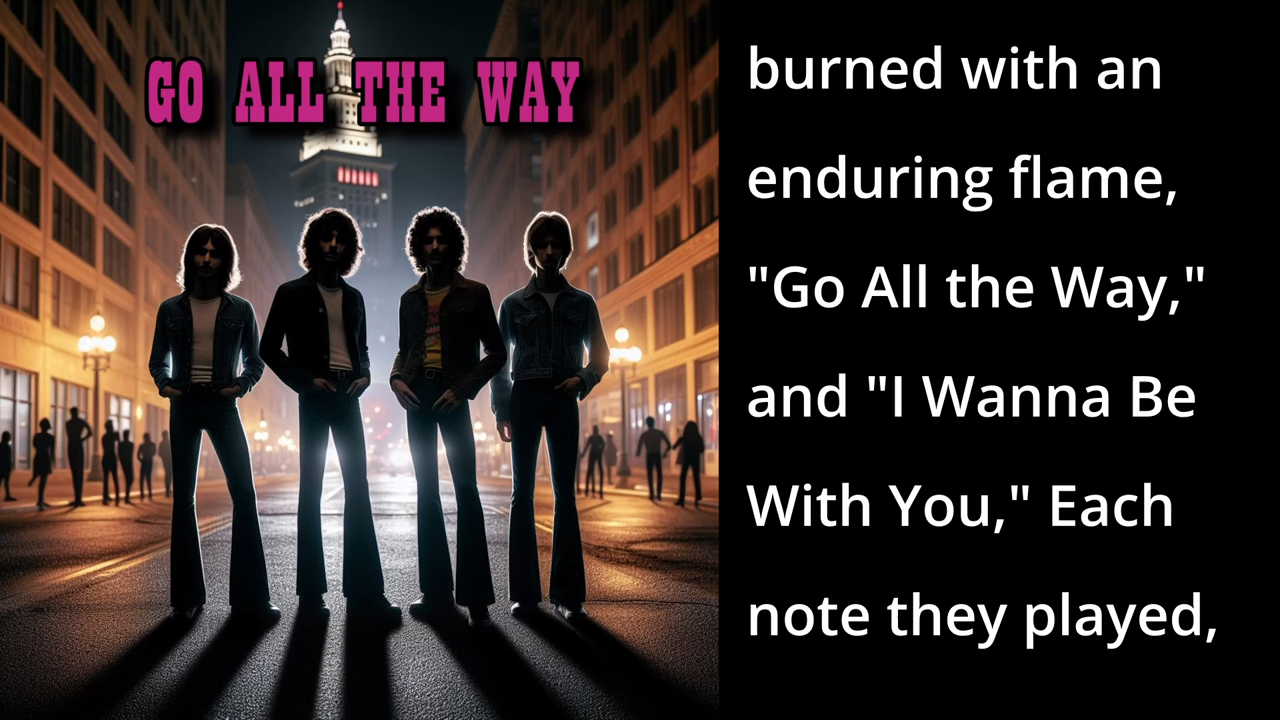 GO ALL THE WAY
burned with an
enduring flame,
"Go All the Way,"
and "I Wanna Be
With You," Each
note they played,